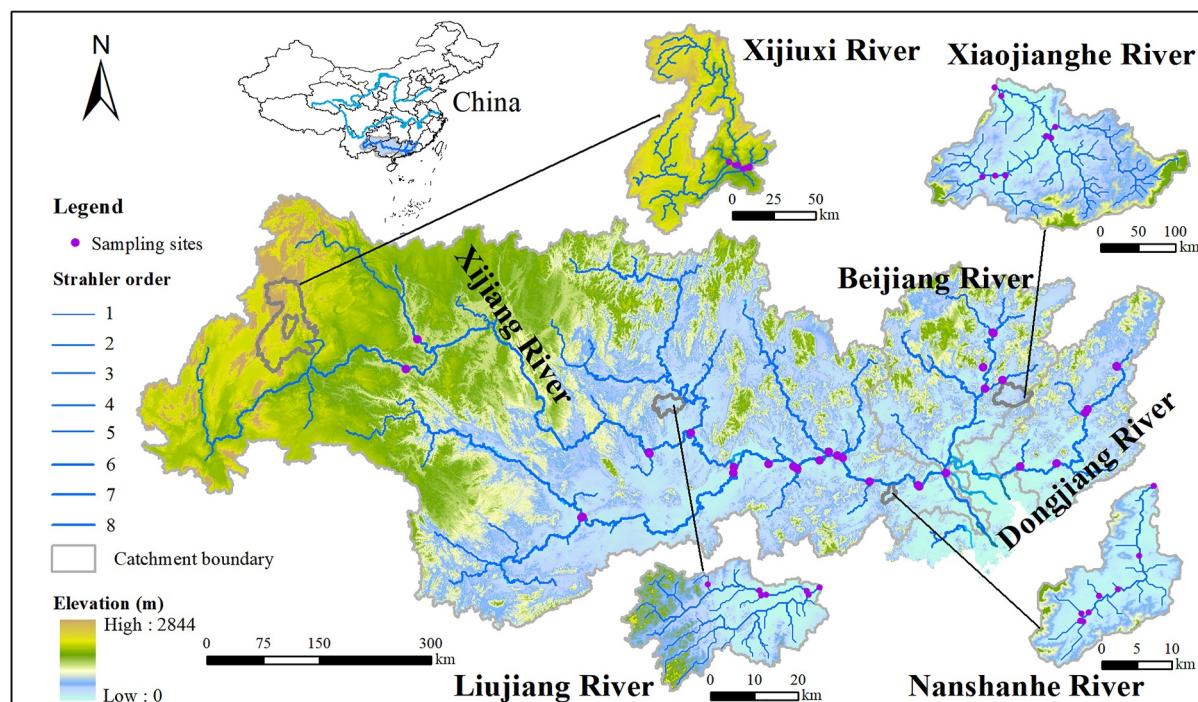 N
China
Xijiuxi River
Xiaojianghe River
0 25 50
km
0 50 100
km
Legend
Sampling sites
Strahler order
1
2
3
4
5
6
7
8
Catchment boundary
Elevation (m)
High : 2844
Low : 0
Xijiang River
Beijiang River
Dongjiang River
0 75 150 300
km
Liujiang River
0 10 20
km
Nanshanhe River
0 5 10
km